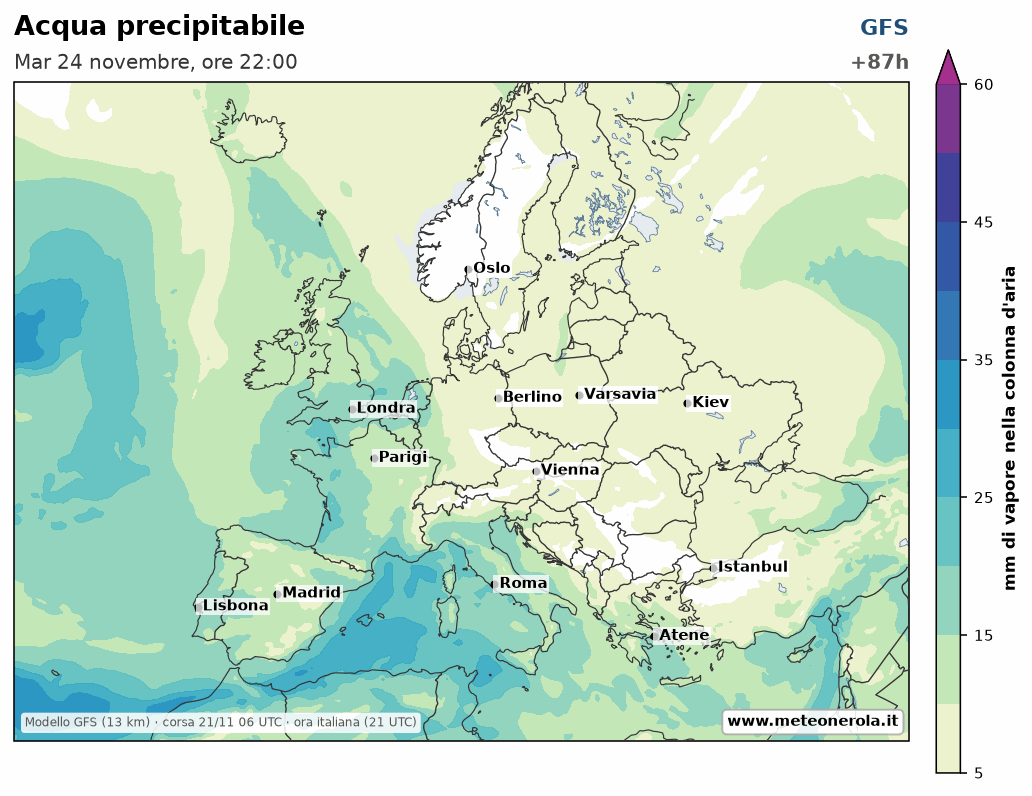 Acqua precipitabile
GFS
Mar 24 novembre, ore 22:00
+87h
60
45
35
25
15
5
mm di vapore nella colonna d'aria
Oslo
Berlino
Varsavia
Kiev
Londra
Parigi
Vienna
Istanbul
Roma
Madrid
Lisbona
Atene
Modello GFS (13 km) · corsa 21/11 06 UTC · ora italiana (21 UTC)
www.meteonerola.it